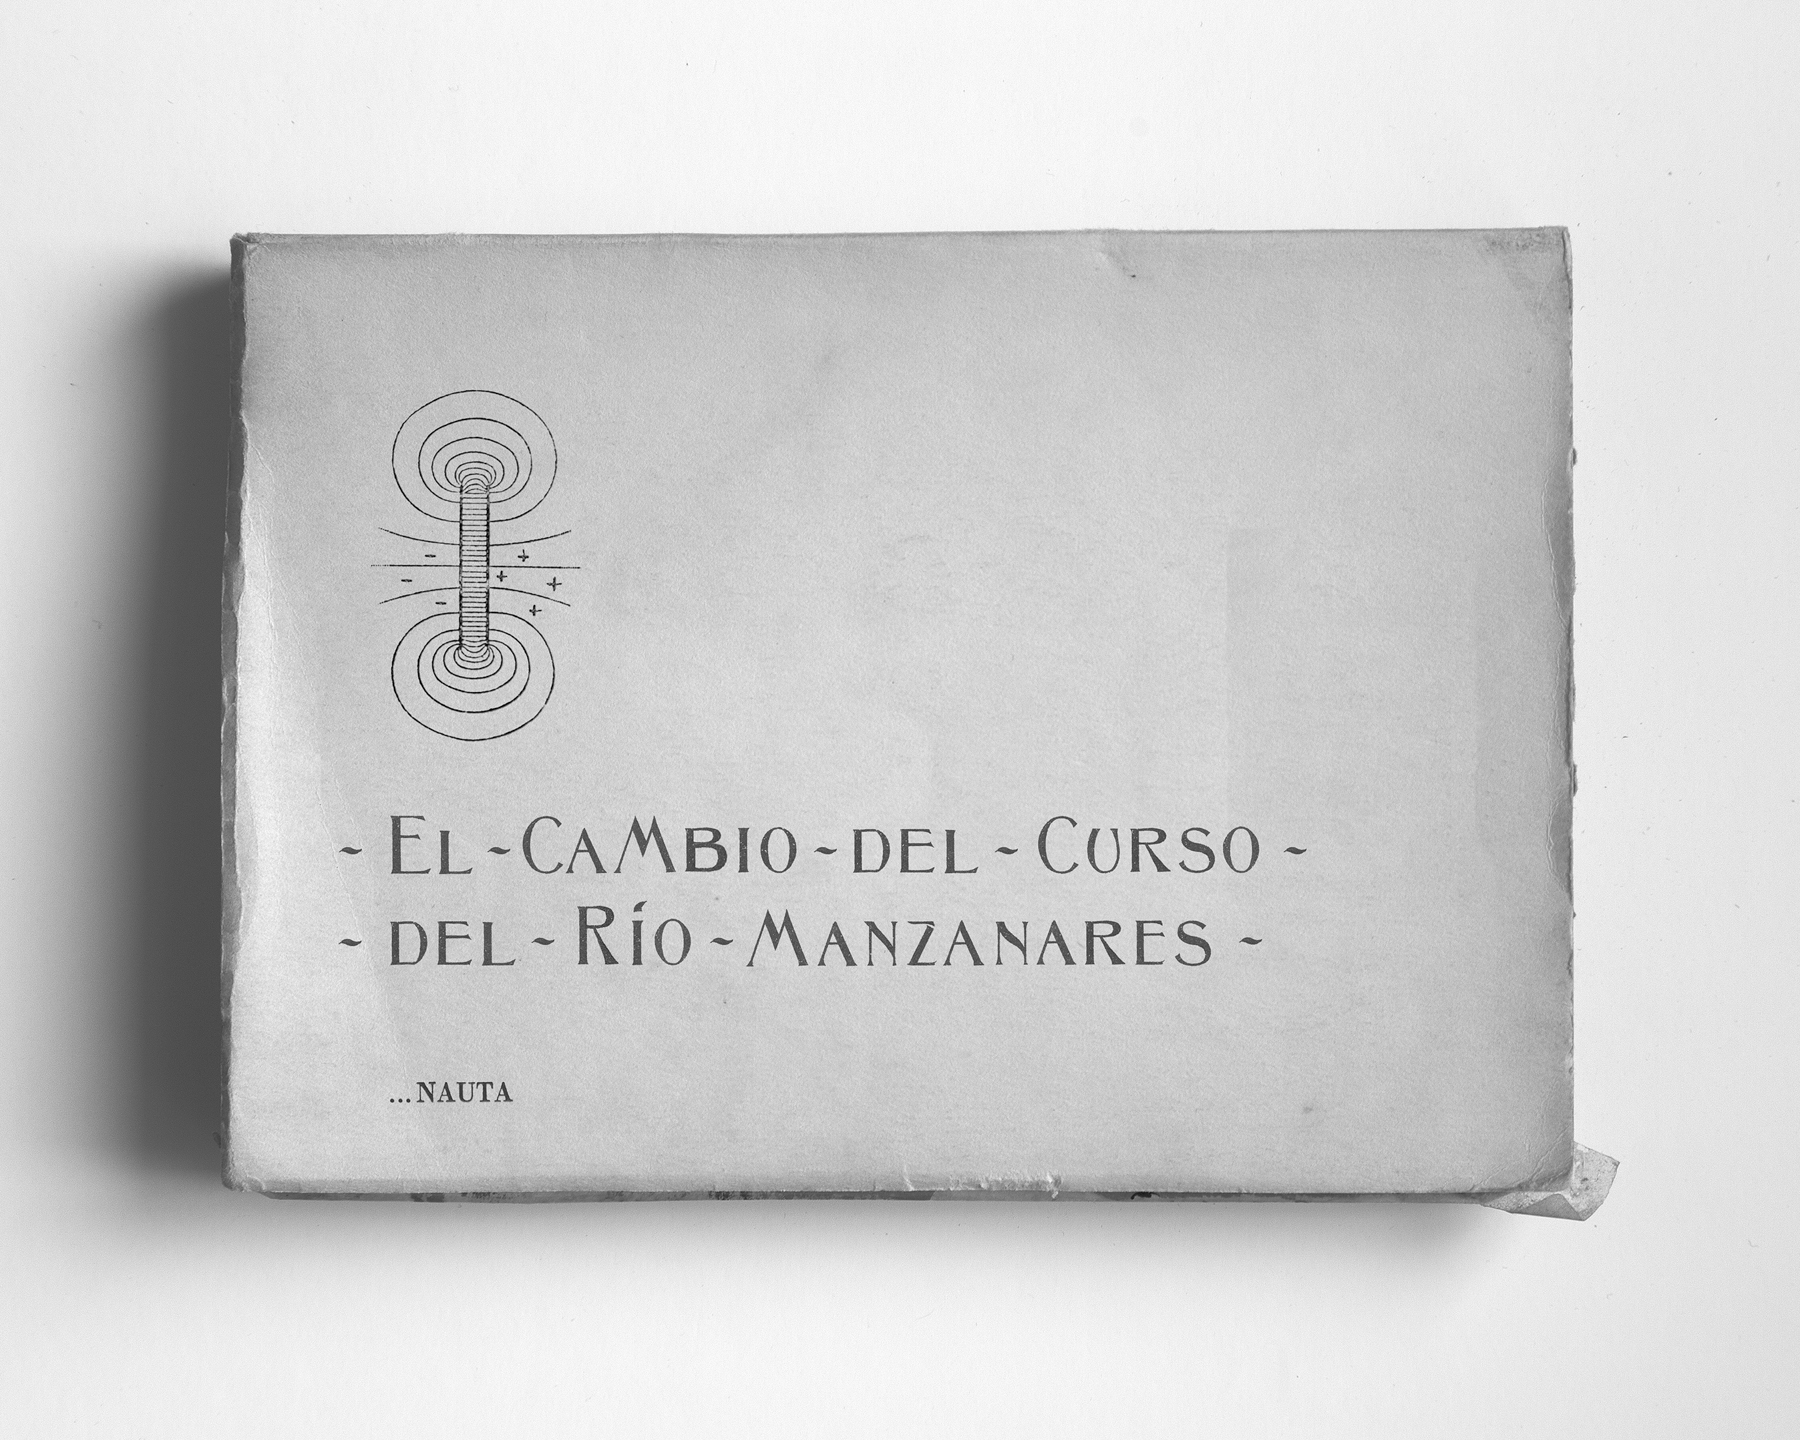 ~ El ~ Cambio ~ del ~ Curso ~
~ del ~ Río ~ Manzanares ~
...NAUTA